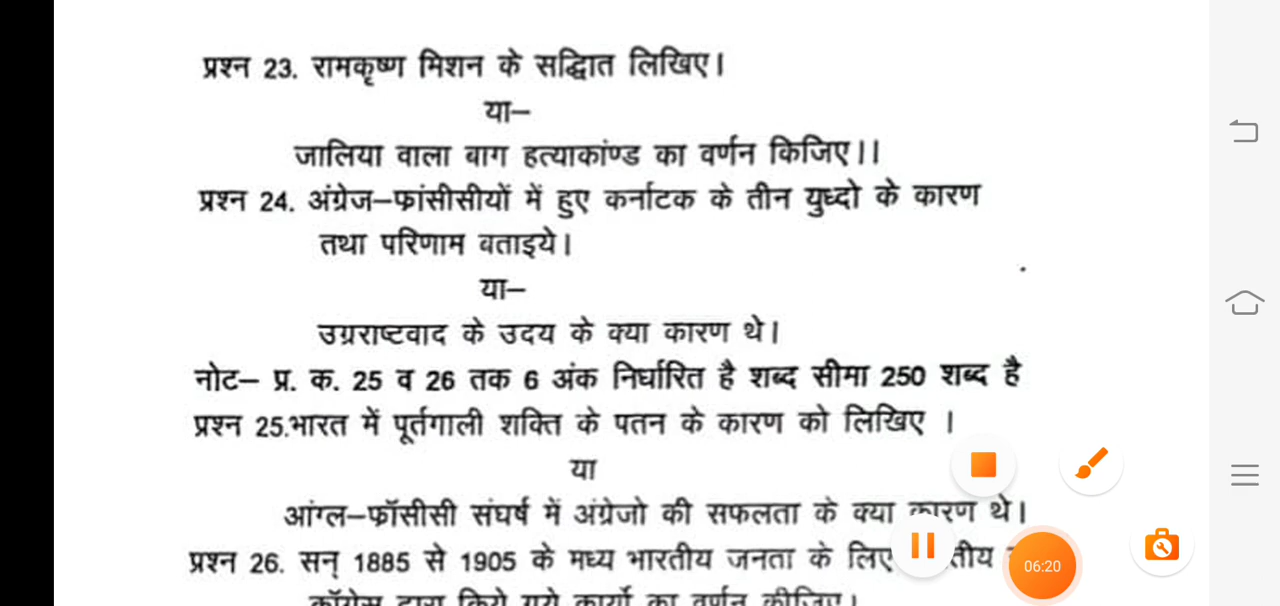 प्रश्न 23. रामकृष्ण मिशन के सद्धिात लिखिए।
या–
जालिया वाला बाग हत्याकांण्ड का वर्णन किजिए।।
प्रश्न 24. अंग्रेज–फांसीसीयों में हुए कर्नाटक के तीन युध्दो के कारण
तथा परिणाम बताइये।
या–
उग्रराष्टवाद के उदय के क्या कारण थे।
नोट– प्र. क. 25 व 26 तक 6 अंक निर्धारित है शब्द सीमा 250 शब्द है
प्रश्न 25.भारत में पूर्तगाली शक्ति के पतन के कारण को लिखिए ।
या
आंग्ल–फॉसीसी संघर्ष में अंग्रेजो की सफलता के क्या कारण थे।
प्रश्न 26. सन् 1885 से 1905 के मध्य भारतीय जनता के लिए
06:20